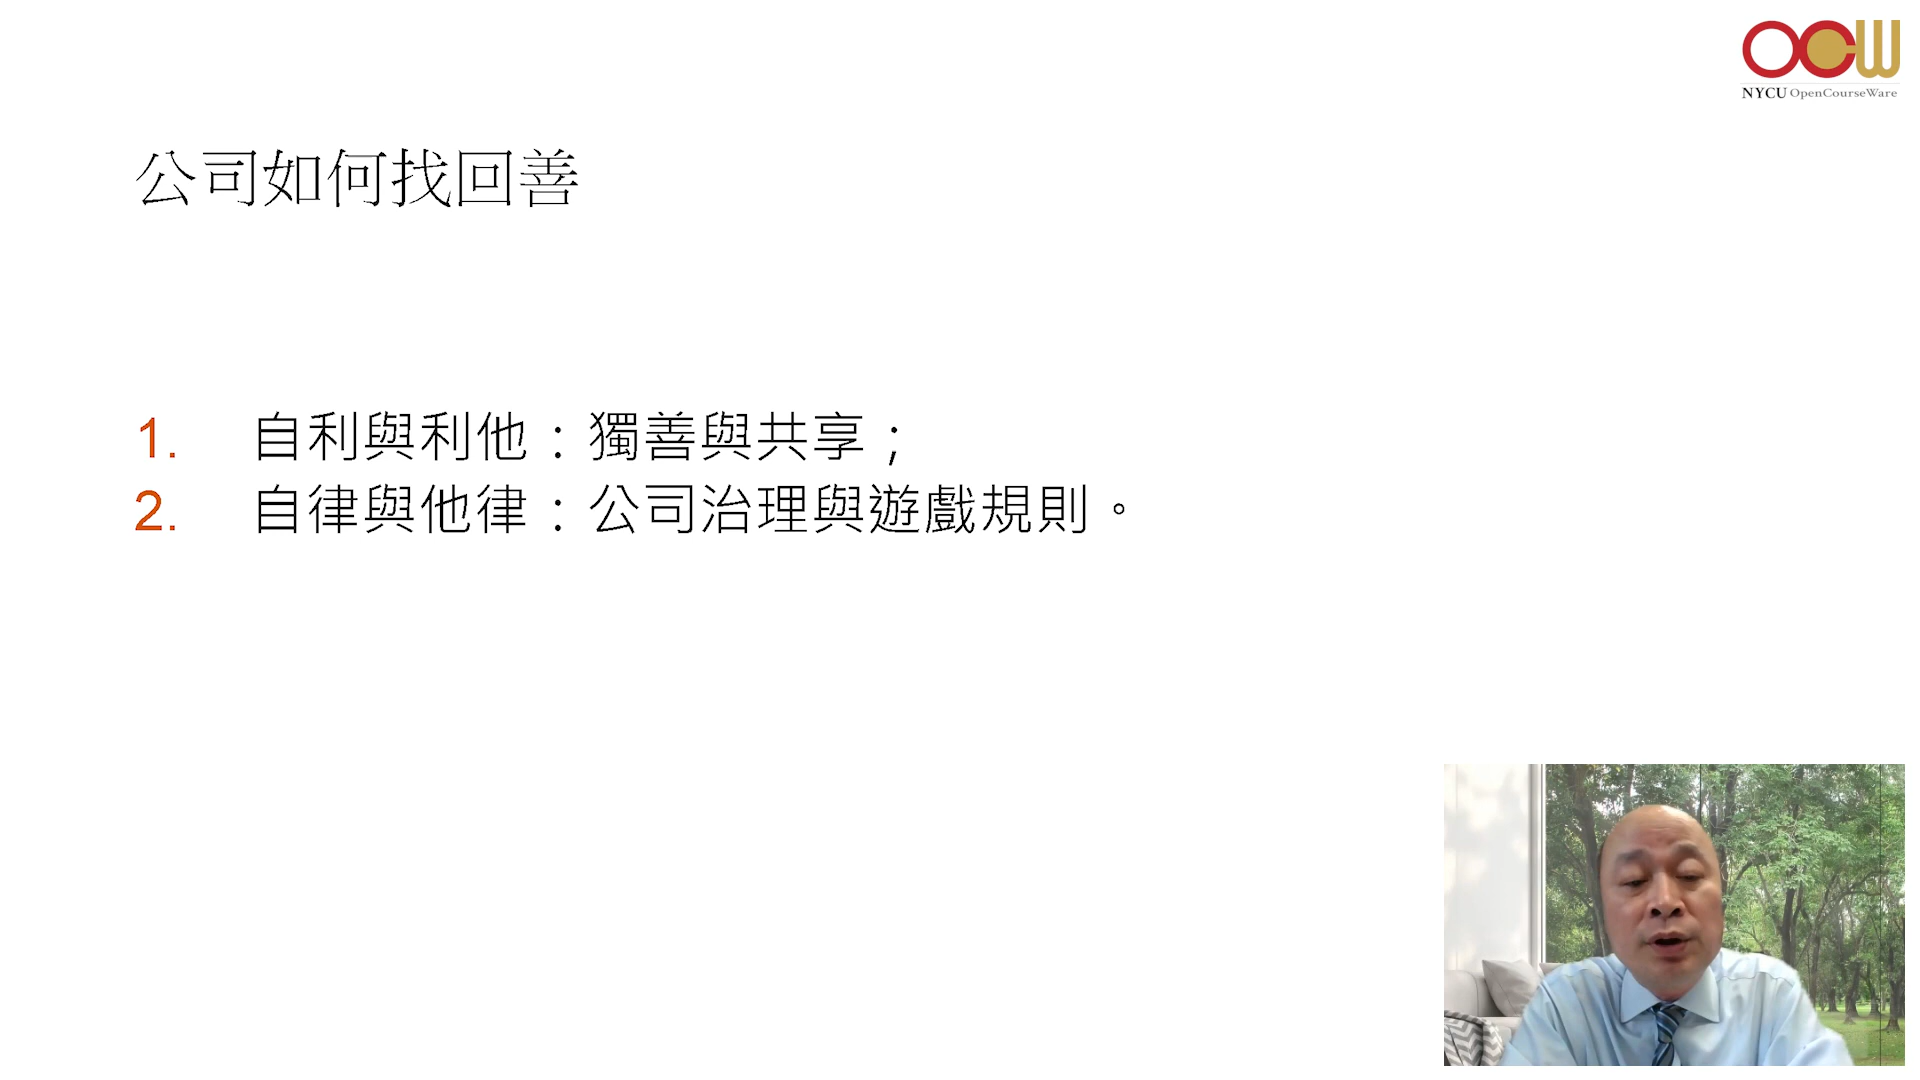 OCW
NYCU OpenCourseWare
公司如何找回善
1. 自利與利他：獨善與共享；
2. 自律與他律：公司治理與遊戲規則。